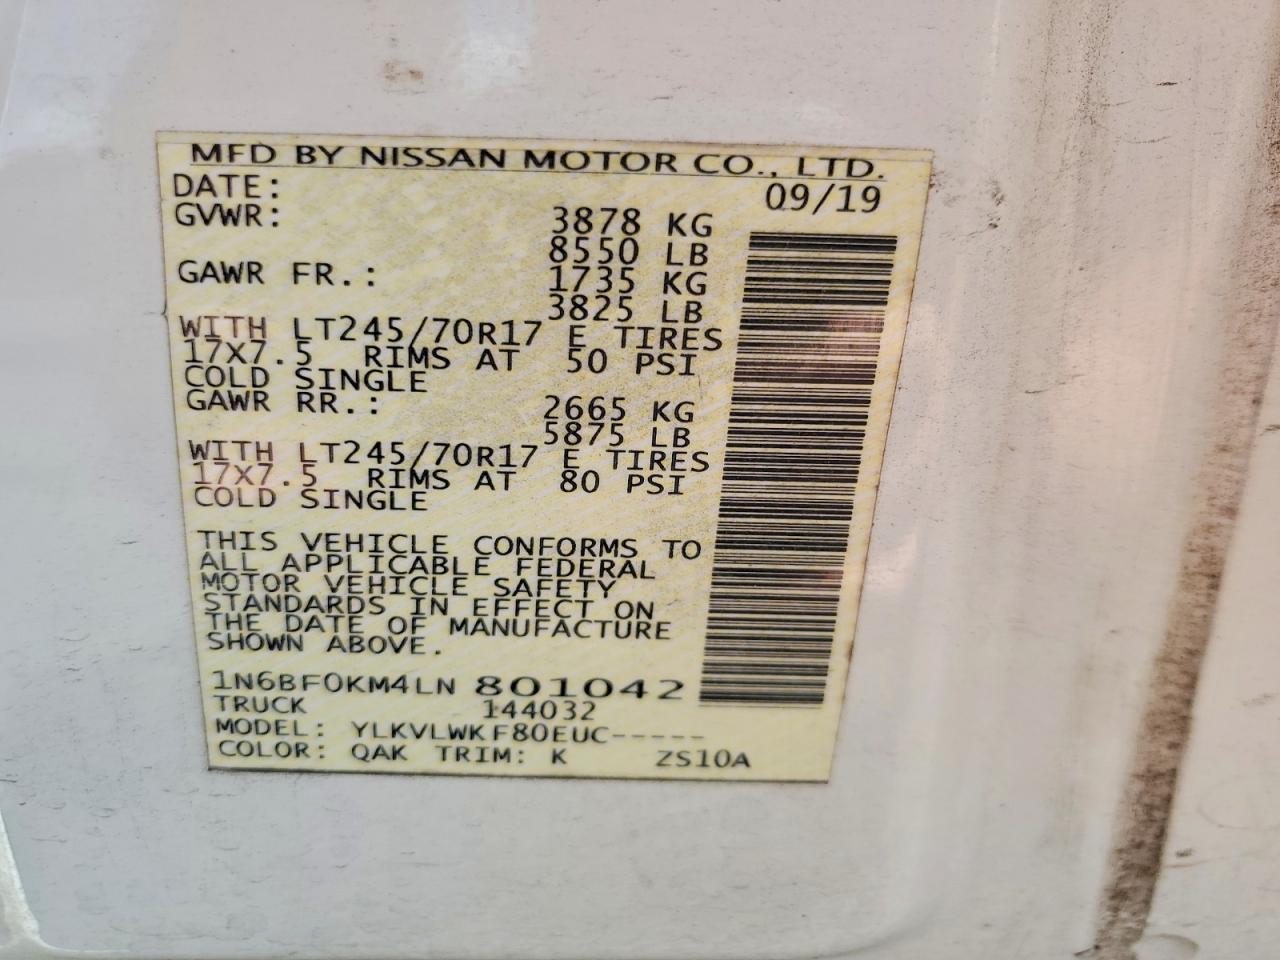 MFD BY NISSAN MOTOR CO., LTD.
DATE: 09/19
GVWR: 3878 KG
8550 LB
GAWR FR.: 1735 KG
3825 LB
WITH LT245/70R17 E TIRES
17X7.5 RIMS AT 50 PSI
COLD SINGLE
GAWR RR.: 2665 KG
5875 LB
WITH LT245/70R17 E TIRES
17X7.5 RIMS AT 80 PSI
COLD SINGLE
THIS VEHICLE CONFORMS TO
ALL APPLICABLE FEDERAL
MOTOR VEHICLE SAFETY
STANDARDS IN EFFECT ON
THE DATE OF MANUFACTURE
SHOWN ABOVE.
1N6BF0KM4LN 801042
TRUCK 144032
MODEL: YLKVLWKF80EUC-----
COLOR: QAK TRIM: K ZS10A